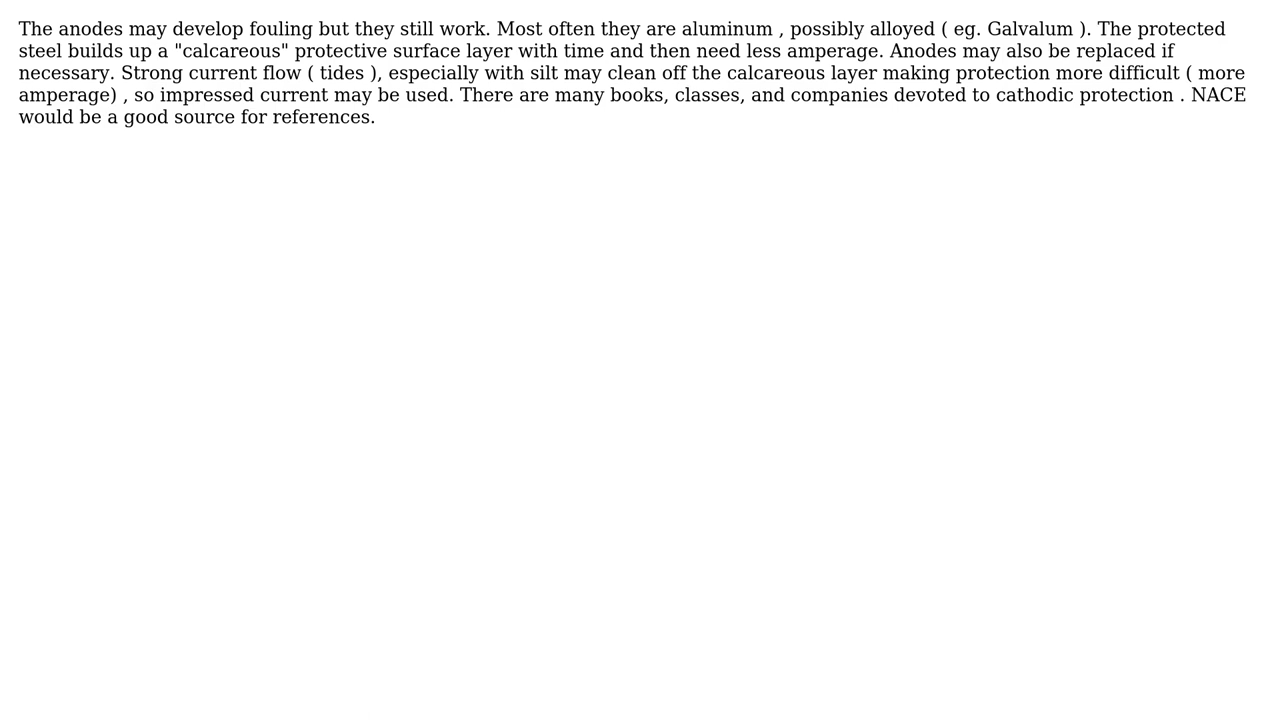 The anodes may develop fouling but they still work. Most often they are aluminum , possibly alloyed ( eg. Galvalum ). The protected
steel builds up a "calcareous" protective surface layer with time and then need less amperage. Anodes may also be replaced if
necessary. Strong current flow ( tides ), especially with silt may clean off the calcareous layer making protection more difficult ( more
amperage) , so impressed current may be used. There are many books, classes, and companies devoted to cathodic protection . NACE
would be a good source for references.